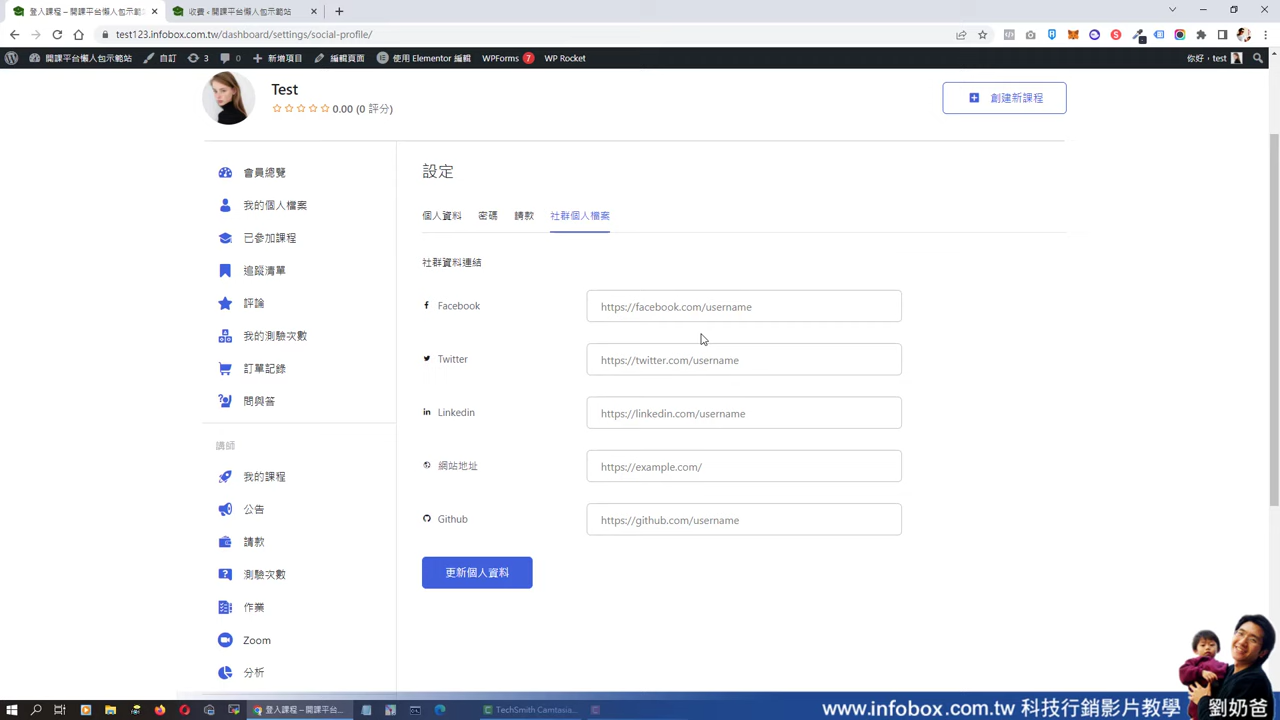 登入課程 – 開課平台懶人包示範站
收費 ‹ 開課平台懶人包示範站
test123.infobox.com.tw/dashboard/settings/social-profile/
開課平台懶人包示範站
自訂
3
0
新增項目
編輯頁面
使用 Elementor 編輯
WPForms 7
WP Rocket
你好，test
Test
0.00 (0 評分)
創建新課程
會員總覽
我的個人檔案
已參加課程
追蹤清單
評論
我的測驗次數
訂單記錄
問與答
講師
我的課程
公告
請款
測驗次數
作業
Zoom
分析
設定
個人資料 密碼 請款 社群個人檔案
社群資料連結
Facebook
https://facebook.com/username
Twitter
https://twitter.com/username
Linkedin
https://linkedin.com/username
網站地址
https://example.com/
Github
https://github.com/username
更新個人資料
www.infobox.com.tw 科技行銷影片教學
劉奶爸
登入課程 – 開課平台...
TechSmith Camtasia...